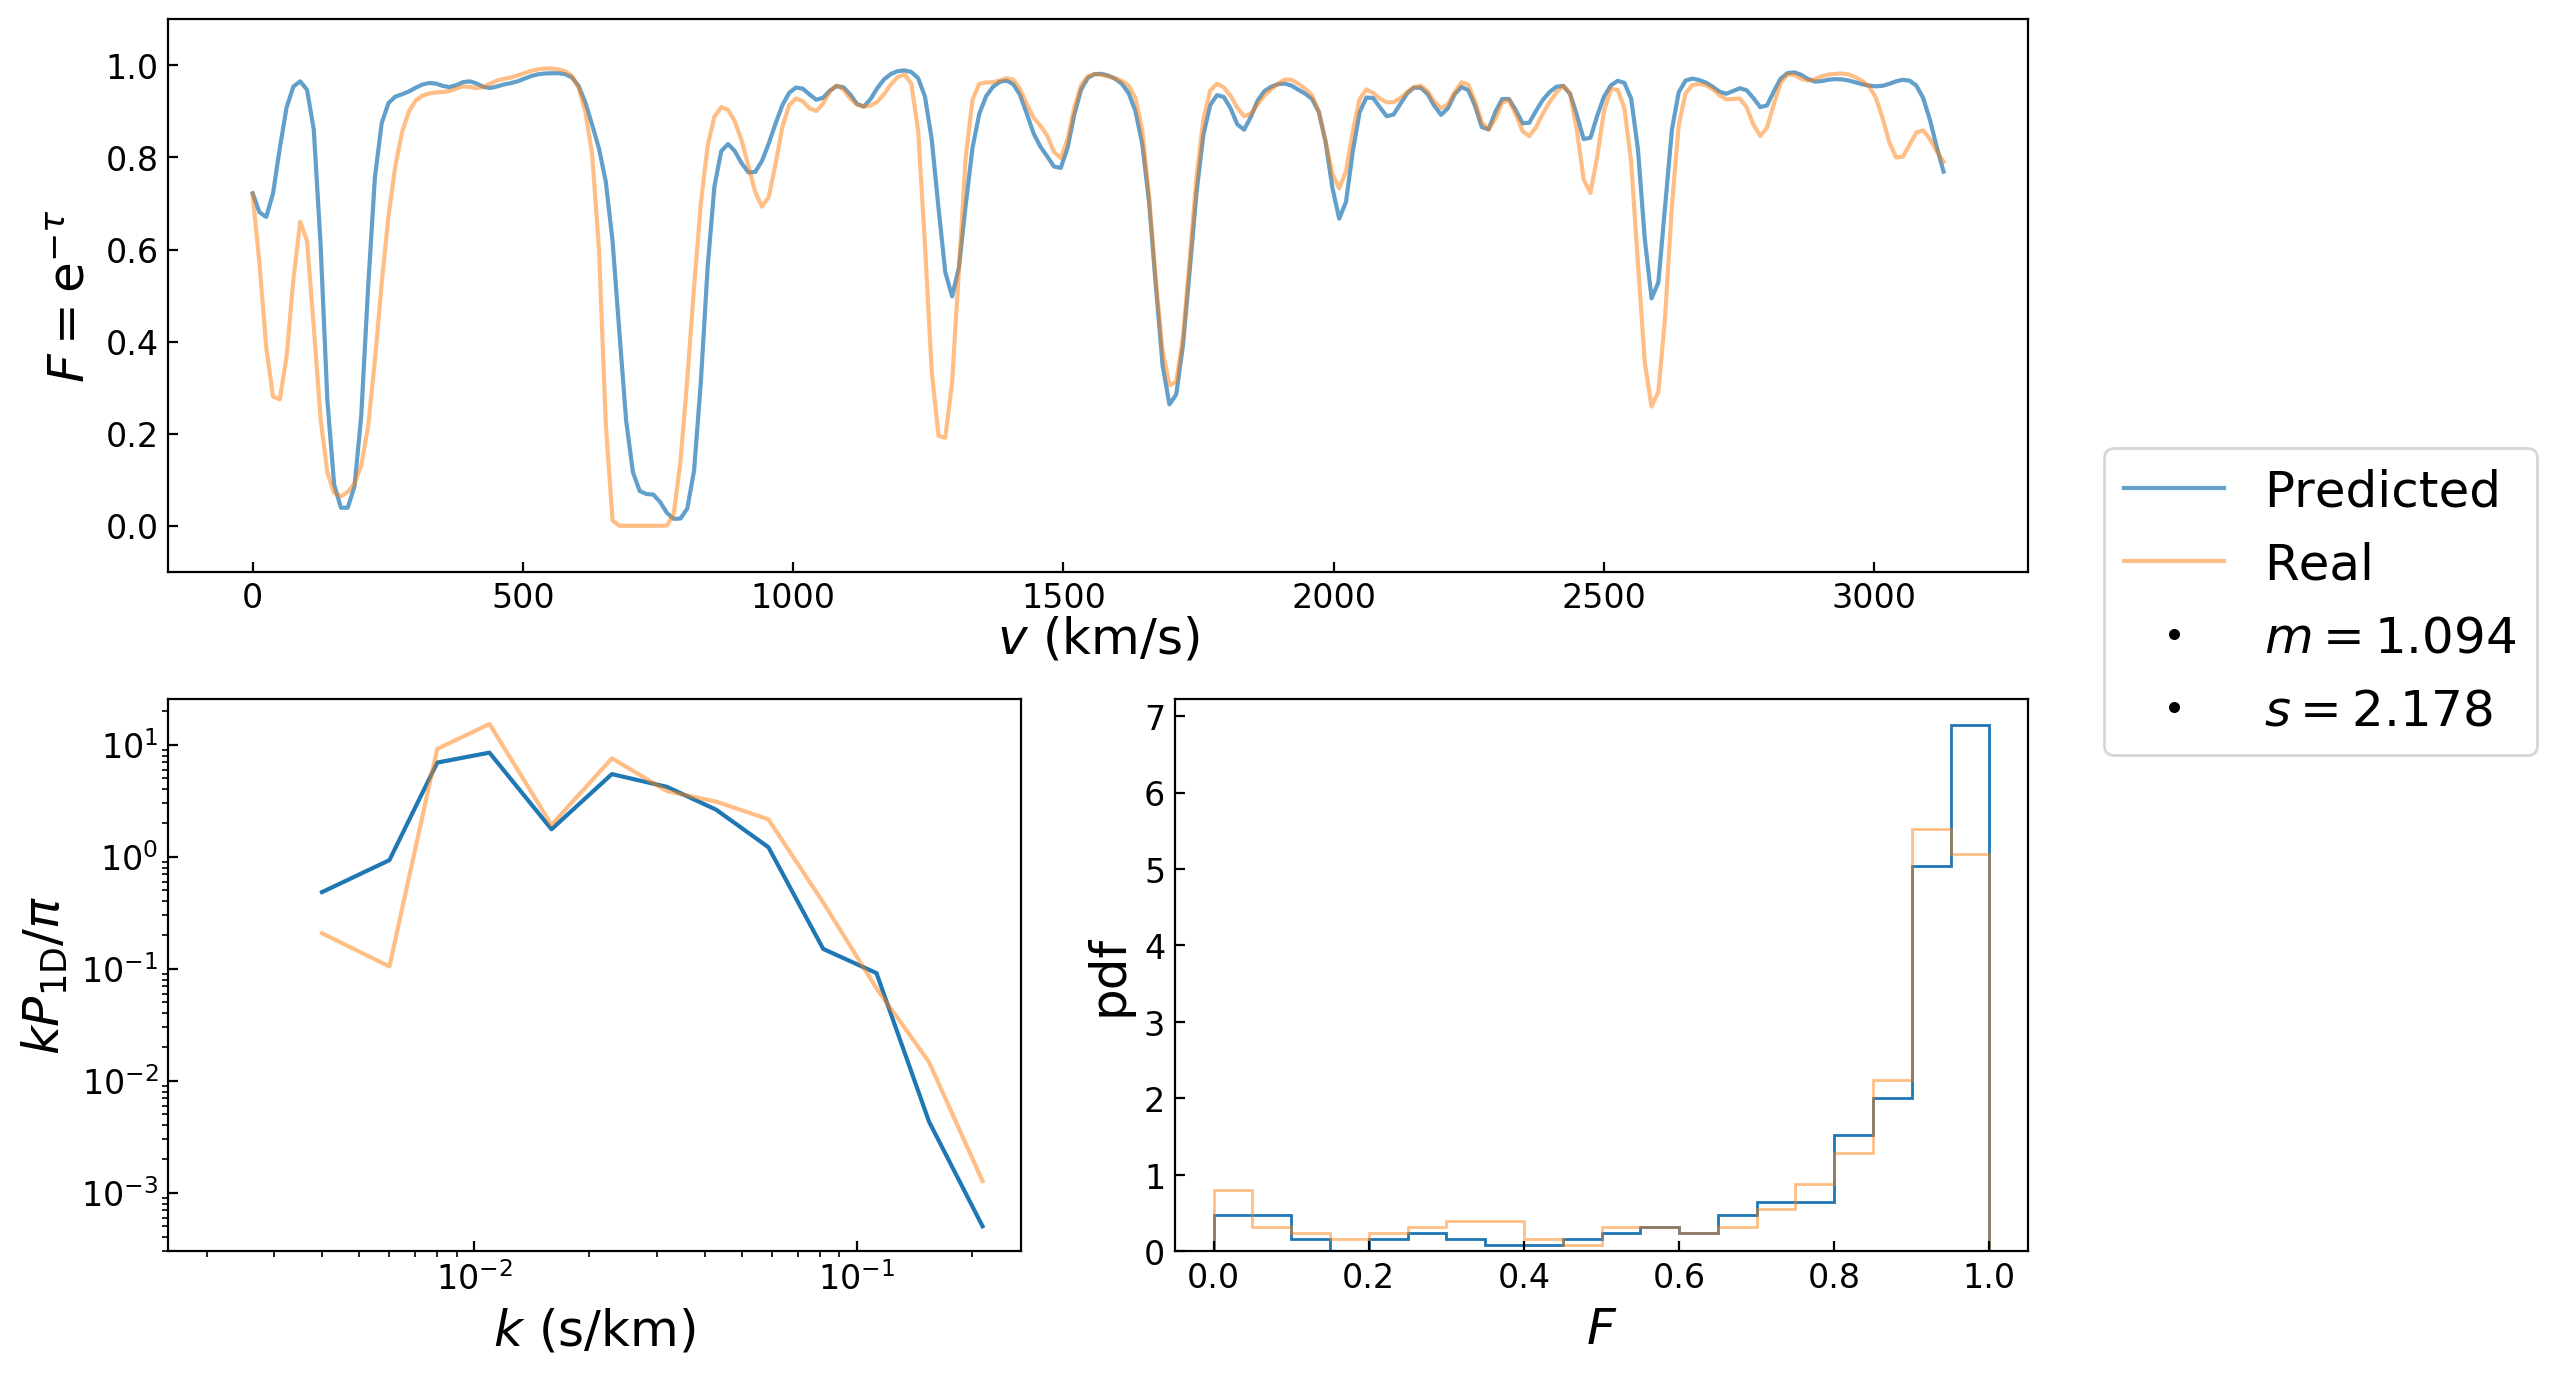 1.0
0.8
0.6
0.4
0.2
0.0
F = e^{−τ}
0 500 1000 1500 2000 2500 3000
v (km/s)
Predicted
Real
m = 1.094
s = 2.178
10^1
10^0
10^{−1}
10^{−2}
10^{−3}
kP_{1D}/π
10^{−2} 10^{−1}
k (s/km)
7
6
5
4
3
2
1
0
pdf
0.0 0.2 0.4 0.6 0.8 1.0
F